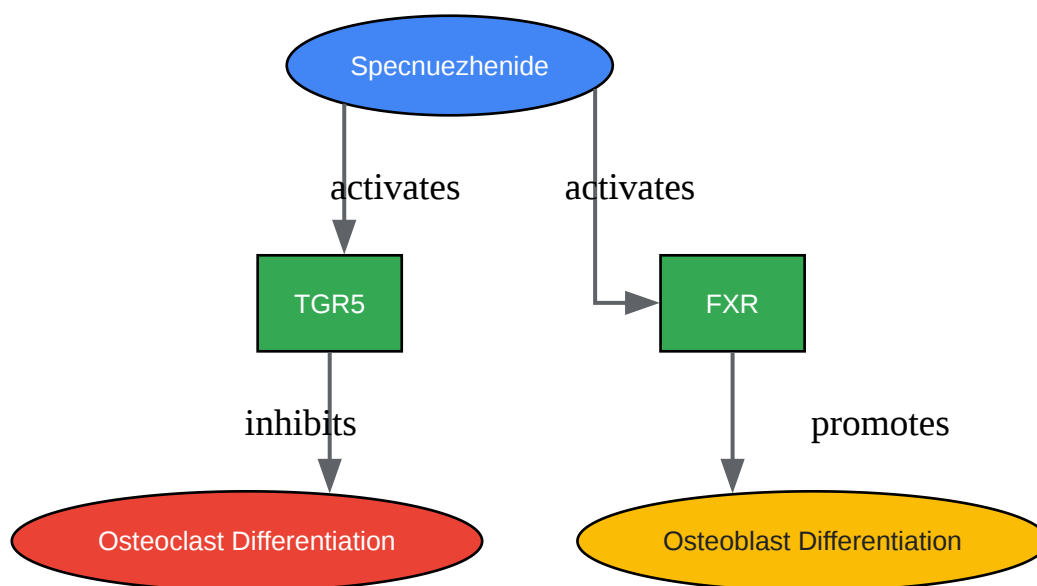 Specnuezhenide
activates
activates
TGR5
FXR
inhibits
promotes
Osteoclast Differentiation
Osteoblast Differentiation